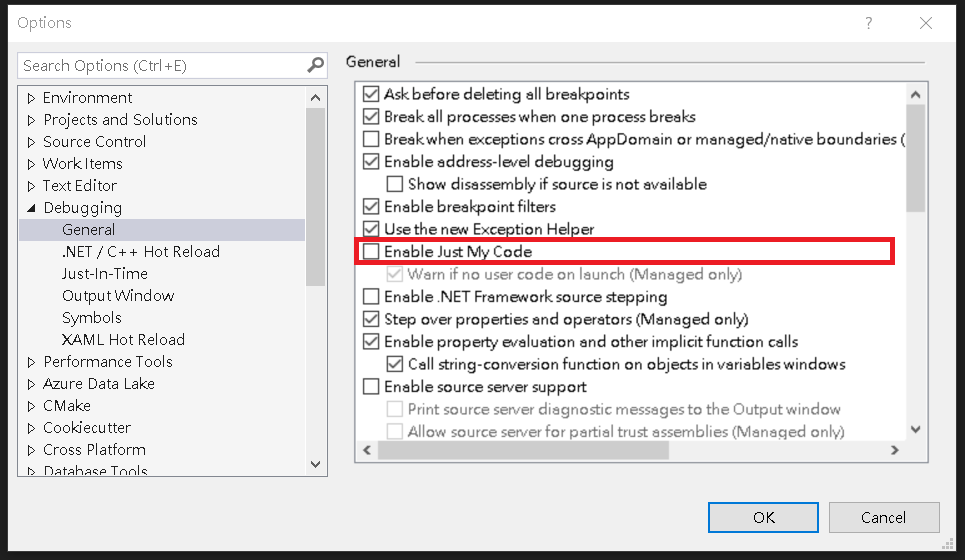 Options
?
Search Options (Ctrl+E)
Environment
Projects and Solutions
Source Control
Work Items
Text Editor
Debugging
General
.NET / C++ Hot Reload
Just-In-Time
Output Window
Symbols
XAML Hot Reload
Performance Tools
Azure Data Lake
CMake
Cookiecutter
Cross Platform
Database Tools
General
Ask before deleting all breakpoints
Break all processes when one process breaks
Break when exceptions cross AppDomain or managed/native boundaries (
Enable address-level debugging
Show disassembly if source is not available
Enable breakpoint filters
Use the new Exception Helper
Enable Just My Code
Warn if no user code on launch (Managed only)
Enable .NET Framework source stepping
Step over properties and operators (Managed only)
Enable property evaluation and other implicit function calls
Call string-conversion function on objects in variables windows
Enable source server support
Print source server diagnostic messages to the Output window
Allow source server for partial trust assemblies (Managed only)
OK
Cancel